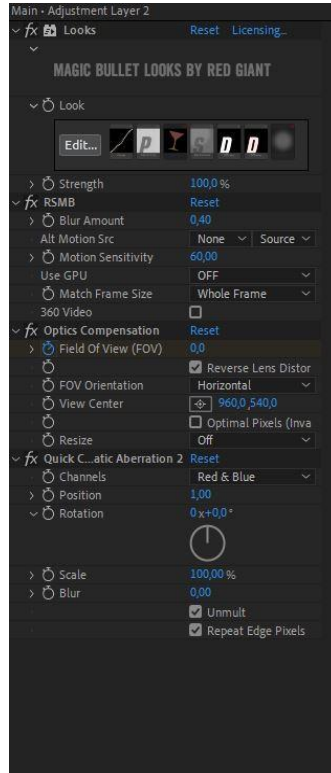 Main • Adjustment Layer 2
fx Looks Reset Licensing...
MAGIC BULLET LOOKS BY RED GIANT
Look
Edit... P S D D
Strength 100,0 %
fx RSMB Reset
Blur Amount 0,40
Alt Motion Src None Source
Motion Sensitivity 60,00
Use GPU OFF
Match Frame Size Whole Frame
360 Video
fx Optics Compensation Reset
Field Of View (FOV) 0,0
Reverse Lens Distor
FOV Orientation Horizontal
View Center 960,0,540,0
Optimal Pixels (Inva
Resize Off
fx Quick C...atic Aberration 2 Reset
Channels Red & Blue
Position 1,00
Rotation 0x+0,0°
Scale 100,00 %
Blur 0,00
Unmult
Repeat Edge Pixels